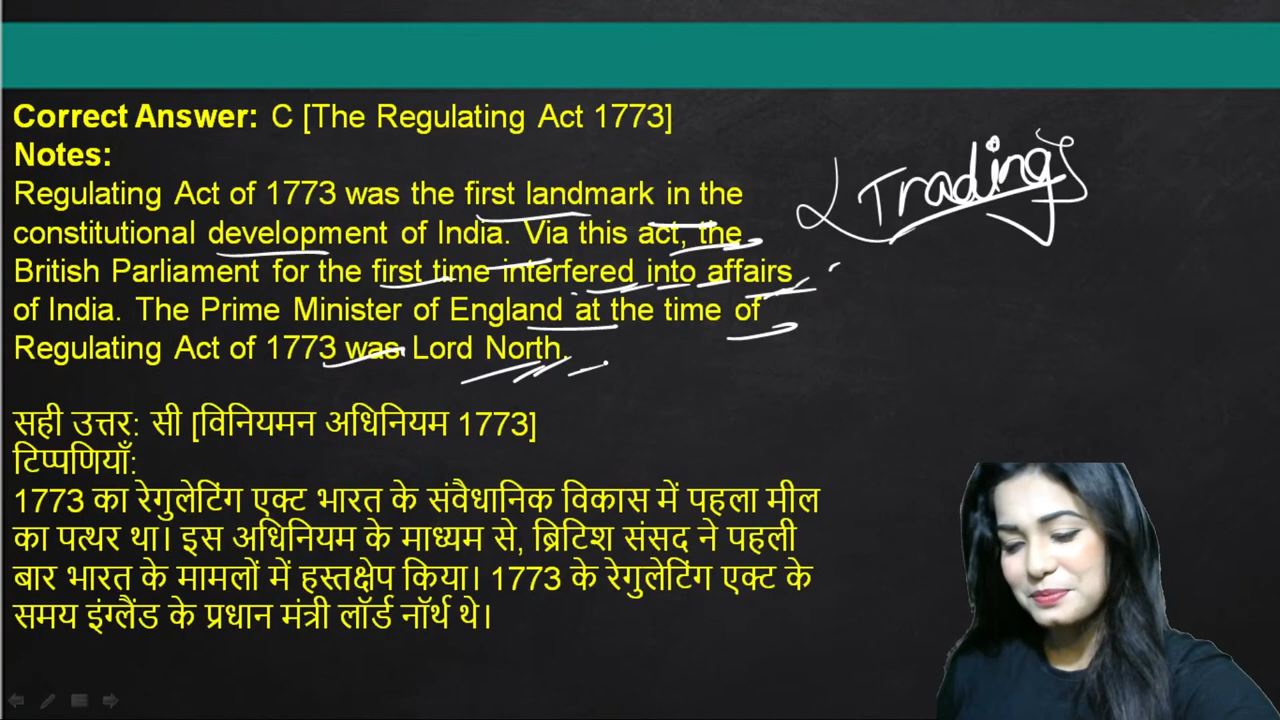 Correct Answer: C [The Regulating Act 1773]
Notes:
Regulating Act of 1773 was the first landmark in the
constitutional development of India. Via this act, the
British Parliament for the first time interfered into affairs
of India. The Prime Minister of England at the time of
Regulating Act of 1773 was Lord North.
Trading
सही उत्तर: सी [विनियमन अधिनियम 1773]
टिप्पणियाँ:
1773 का रेगुलेटिंग एक्ट भारत के संवैधानिक विकास में पहला मील
का पत्थर था। इस अधिनियम के माध्यम से, ब्रिटिश संसद ने पहली
बार भारत के मामलों में हस्तक्षेप किया। 1773 के रेगुलेटिंग एक्ट के
समय इंग्लैंड के प्रधान मंत्री लॉर्ड नॉर्थ थे।